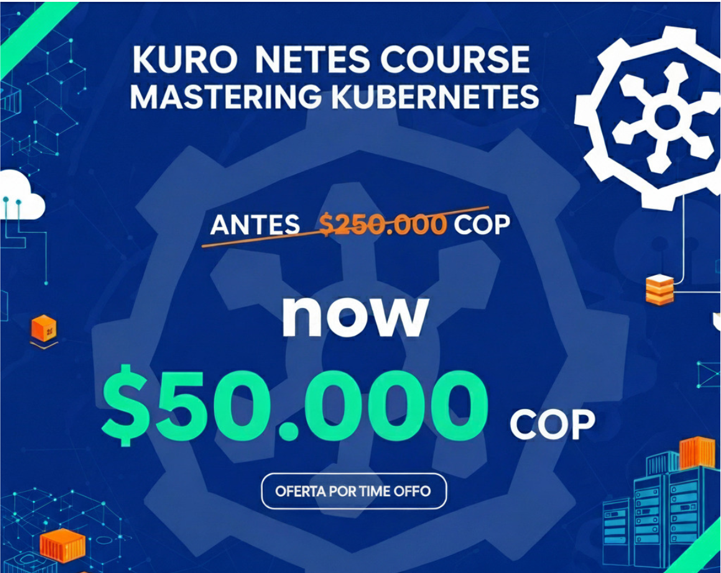 KURO NETES COURSE
MASTERING KUBERNETES
ANTES $250.000 COP
now
$50.000 COP
OFERTA POR TIME OFFO